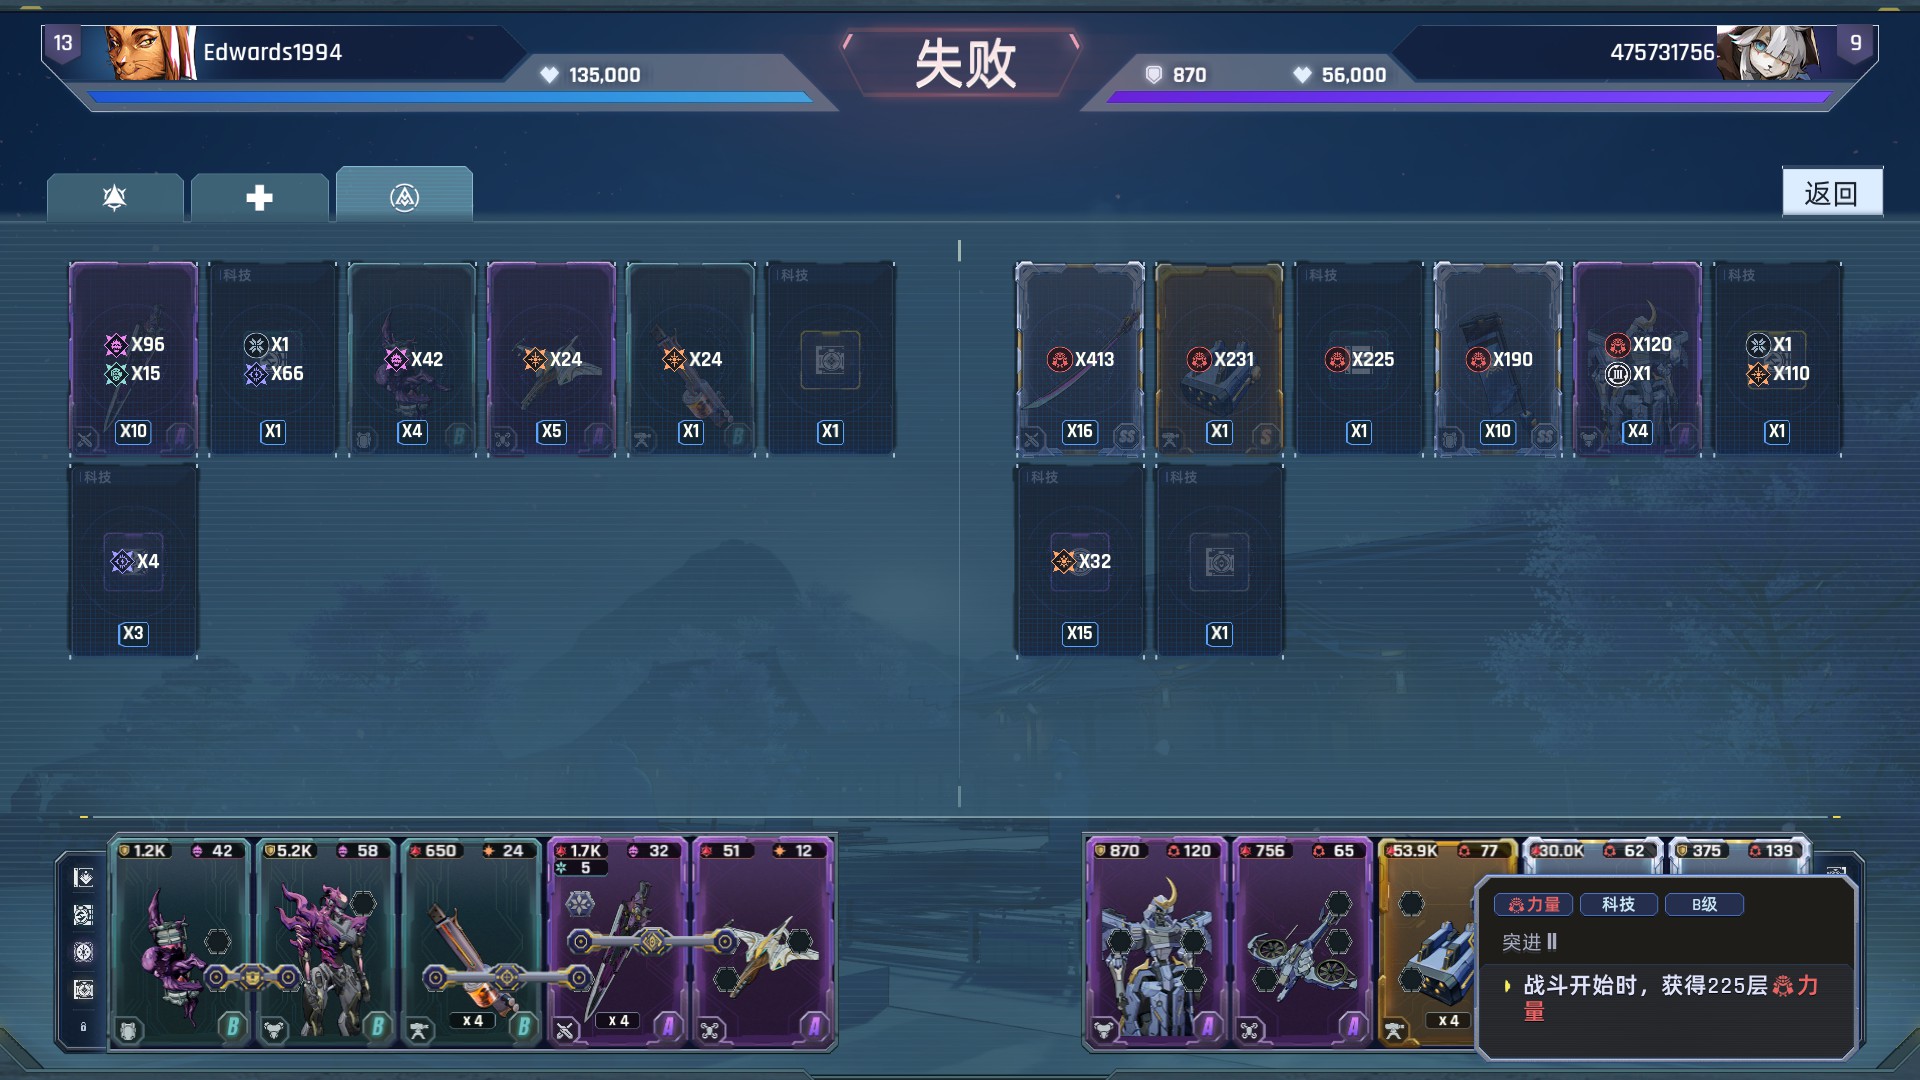 13
Edwards1994
135,000
失败
870
56,000
475731756
9
返回
X96
X15
X10
A
科技
X1
X66
X1
X42
X4
B
X24
X5
A
X24
X1
B
科技
X1
科技
X4
X3
X413
X16
SS
X231
X1
S
科技
X225
X1
X190
X10
SS
X120
X1
X4
A
科技
X1
X110
X1
科技
X32
X15
科技
X1
1.2K 42
B
5.2K 58
B
650 24
X4
B
1.7K 32
5
X4
A
51 12
A
870 120
A
756 65
A
53.9K 77
X4
30.0K 62
375 139
力量 科技 B级
突进 II
战斗开始时，获得225层力
量